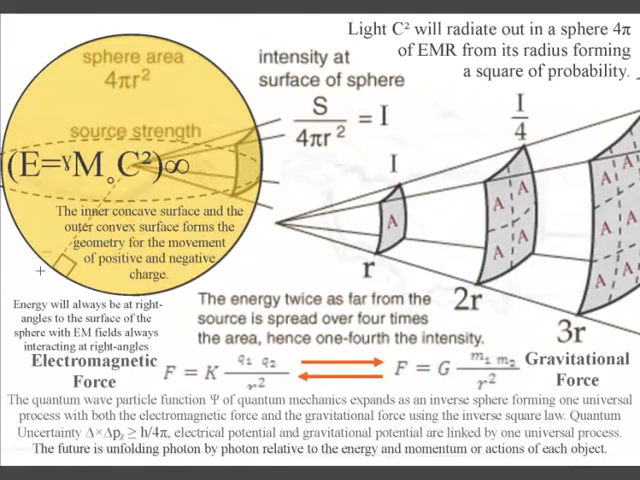 Light C² will radiate out in a sphere 4π
of EMR from its radius forming
a square of probability.
sphere area
4πr²
intensity at
surface of sphere
S
4πr² = I
source strength
(E=ᵞM˳C²)∞
I
I
4
A
A A
A A
A A
A A
r
2r
3r
The inner concave surface and the
outer convex surface forms the
geometry for the movement
of positive and negative
charge.
+
Energy will always be at right-
angles to the surface of the
sphere with EM fields always
interacting at right-angles
The energy twice as far from the
source is spread over four times
the area, hence one-fourth the intensity.
Electromagnetic
Force
F = K q₁ q₂ / r²
F = G m₁ m₂ / r²
Gravitational
Force
The quantum wave particle function Ψ of quantum mechanics expands as an inverse sphere forming one universal
process with both the electromagnetic force and the gravitational force using the inverse square law. Quantum
Uncertainty Δ×Δpᵪ ≥ h/4π, electrical potential and gravitational potential are linked by one universal process.
The future is unfolding photon by photon relative to the energy and momentum or actions of each object.